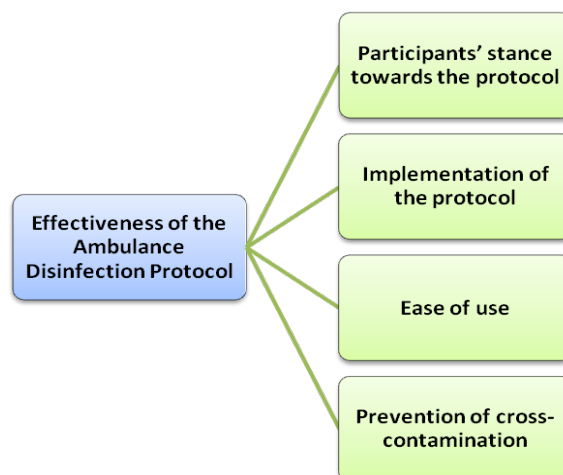 Participants’ stance
towards the protocol
Implementation of
the protocol
Effectiveness of the
Ambulance
Disinfection Protocol
Ease of use
Prevention of cross-
contamination